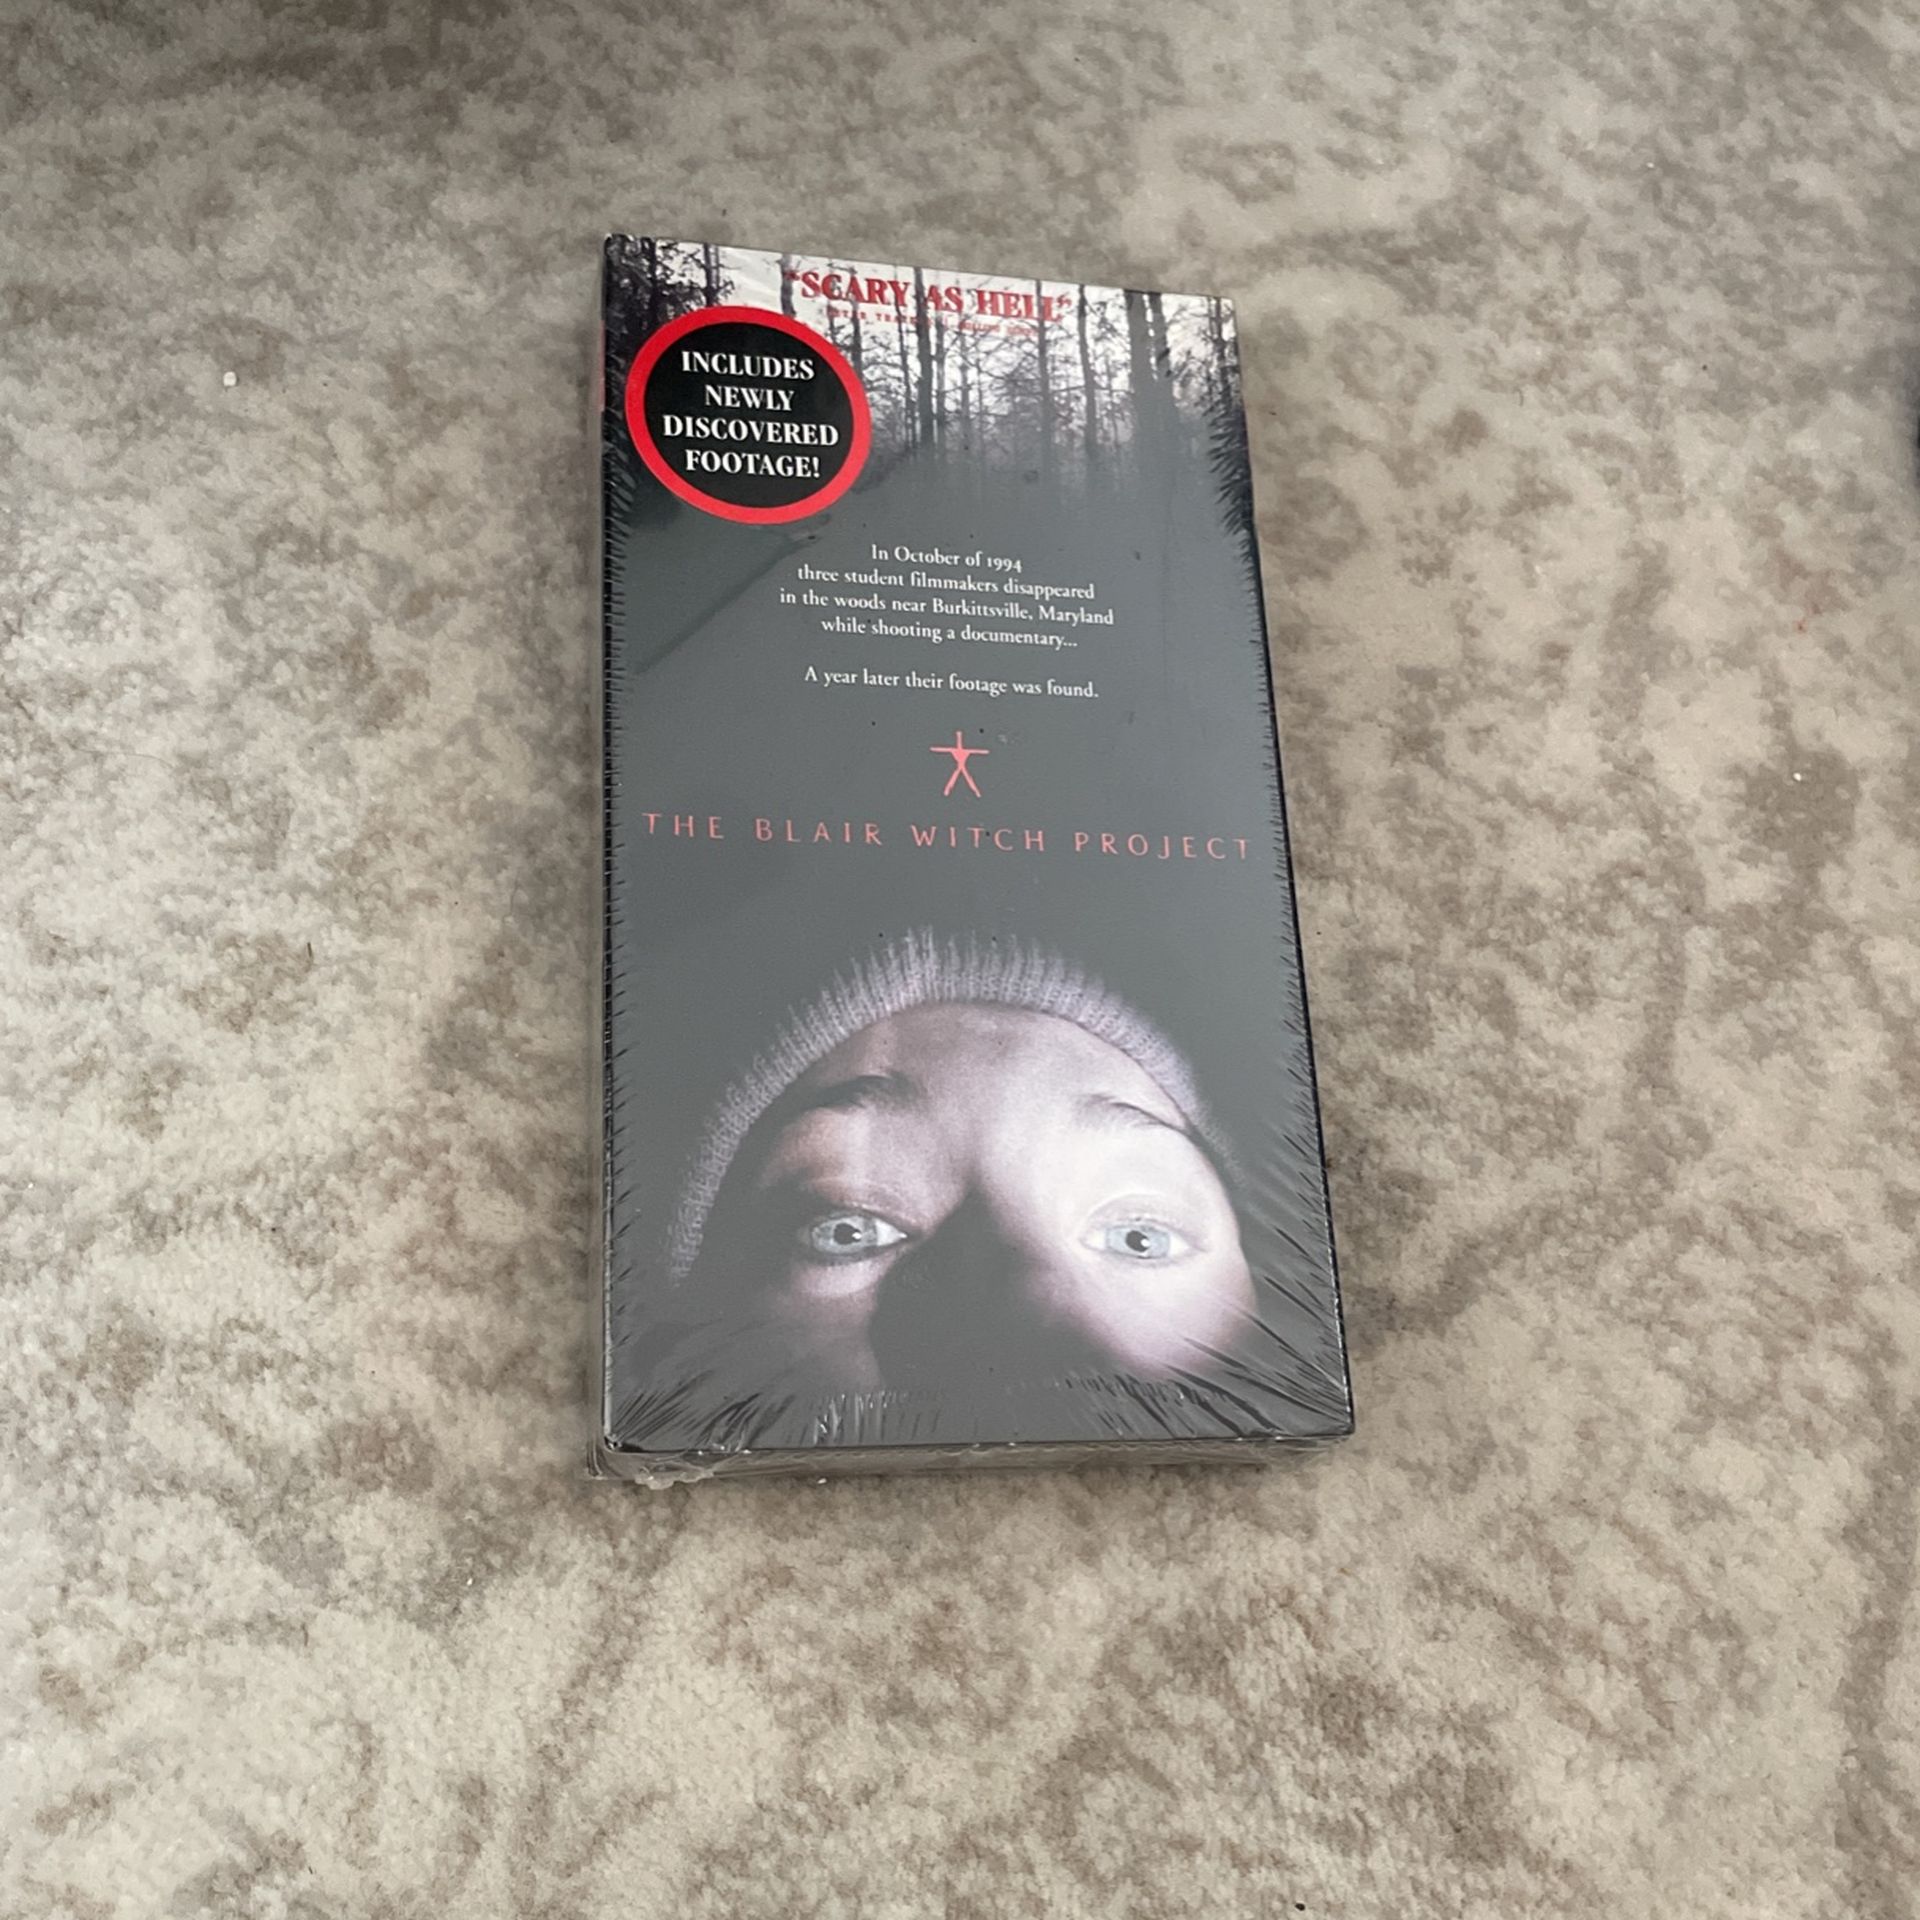 "SCARY AS HELL"
INCLUDES
NEWLY
DISCOVERED
FOOTAGE!
In October of 1994
three student filmmakers disappeared
in the woods near Burkittsville, Maryland
while shooting a documentary...
A year later their footage was found.
THE BLAIR WITCH PROJECT